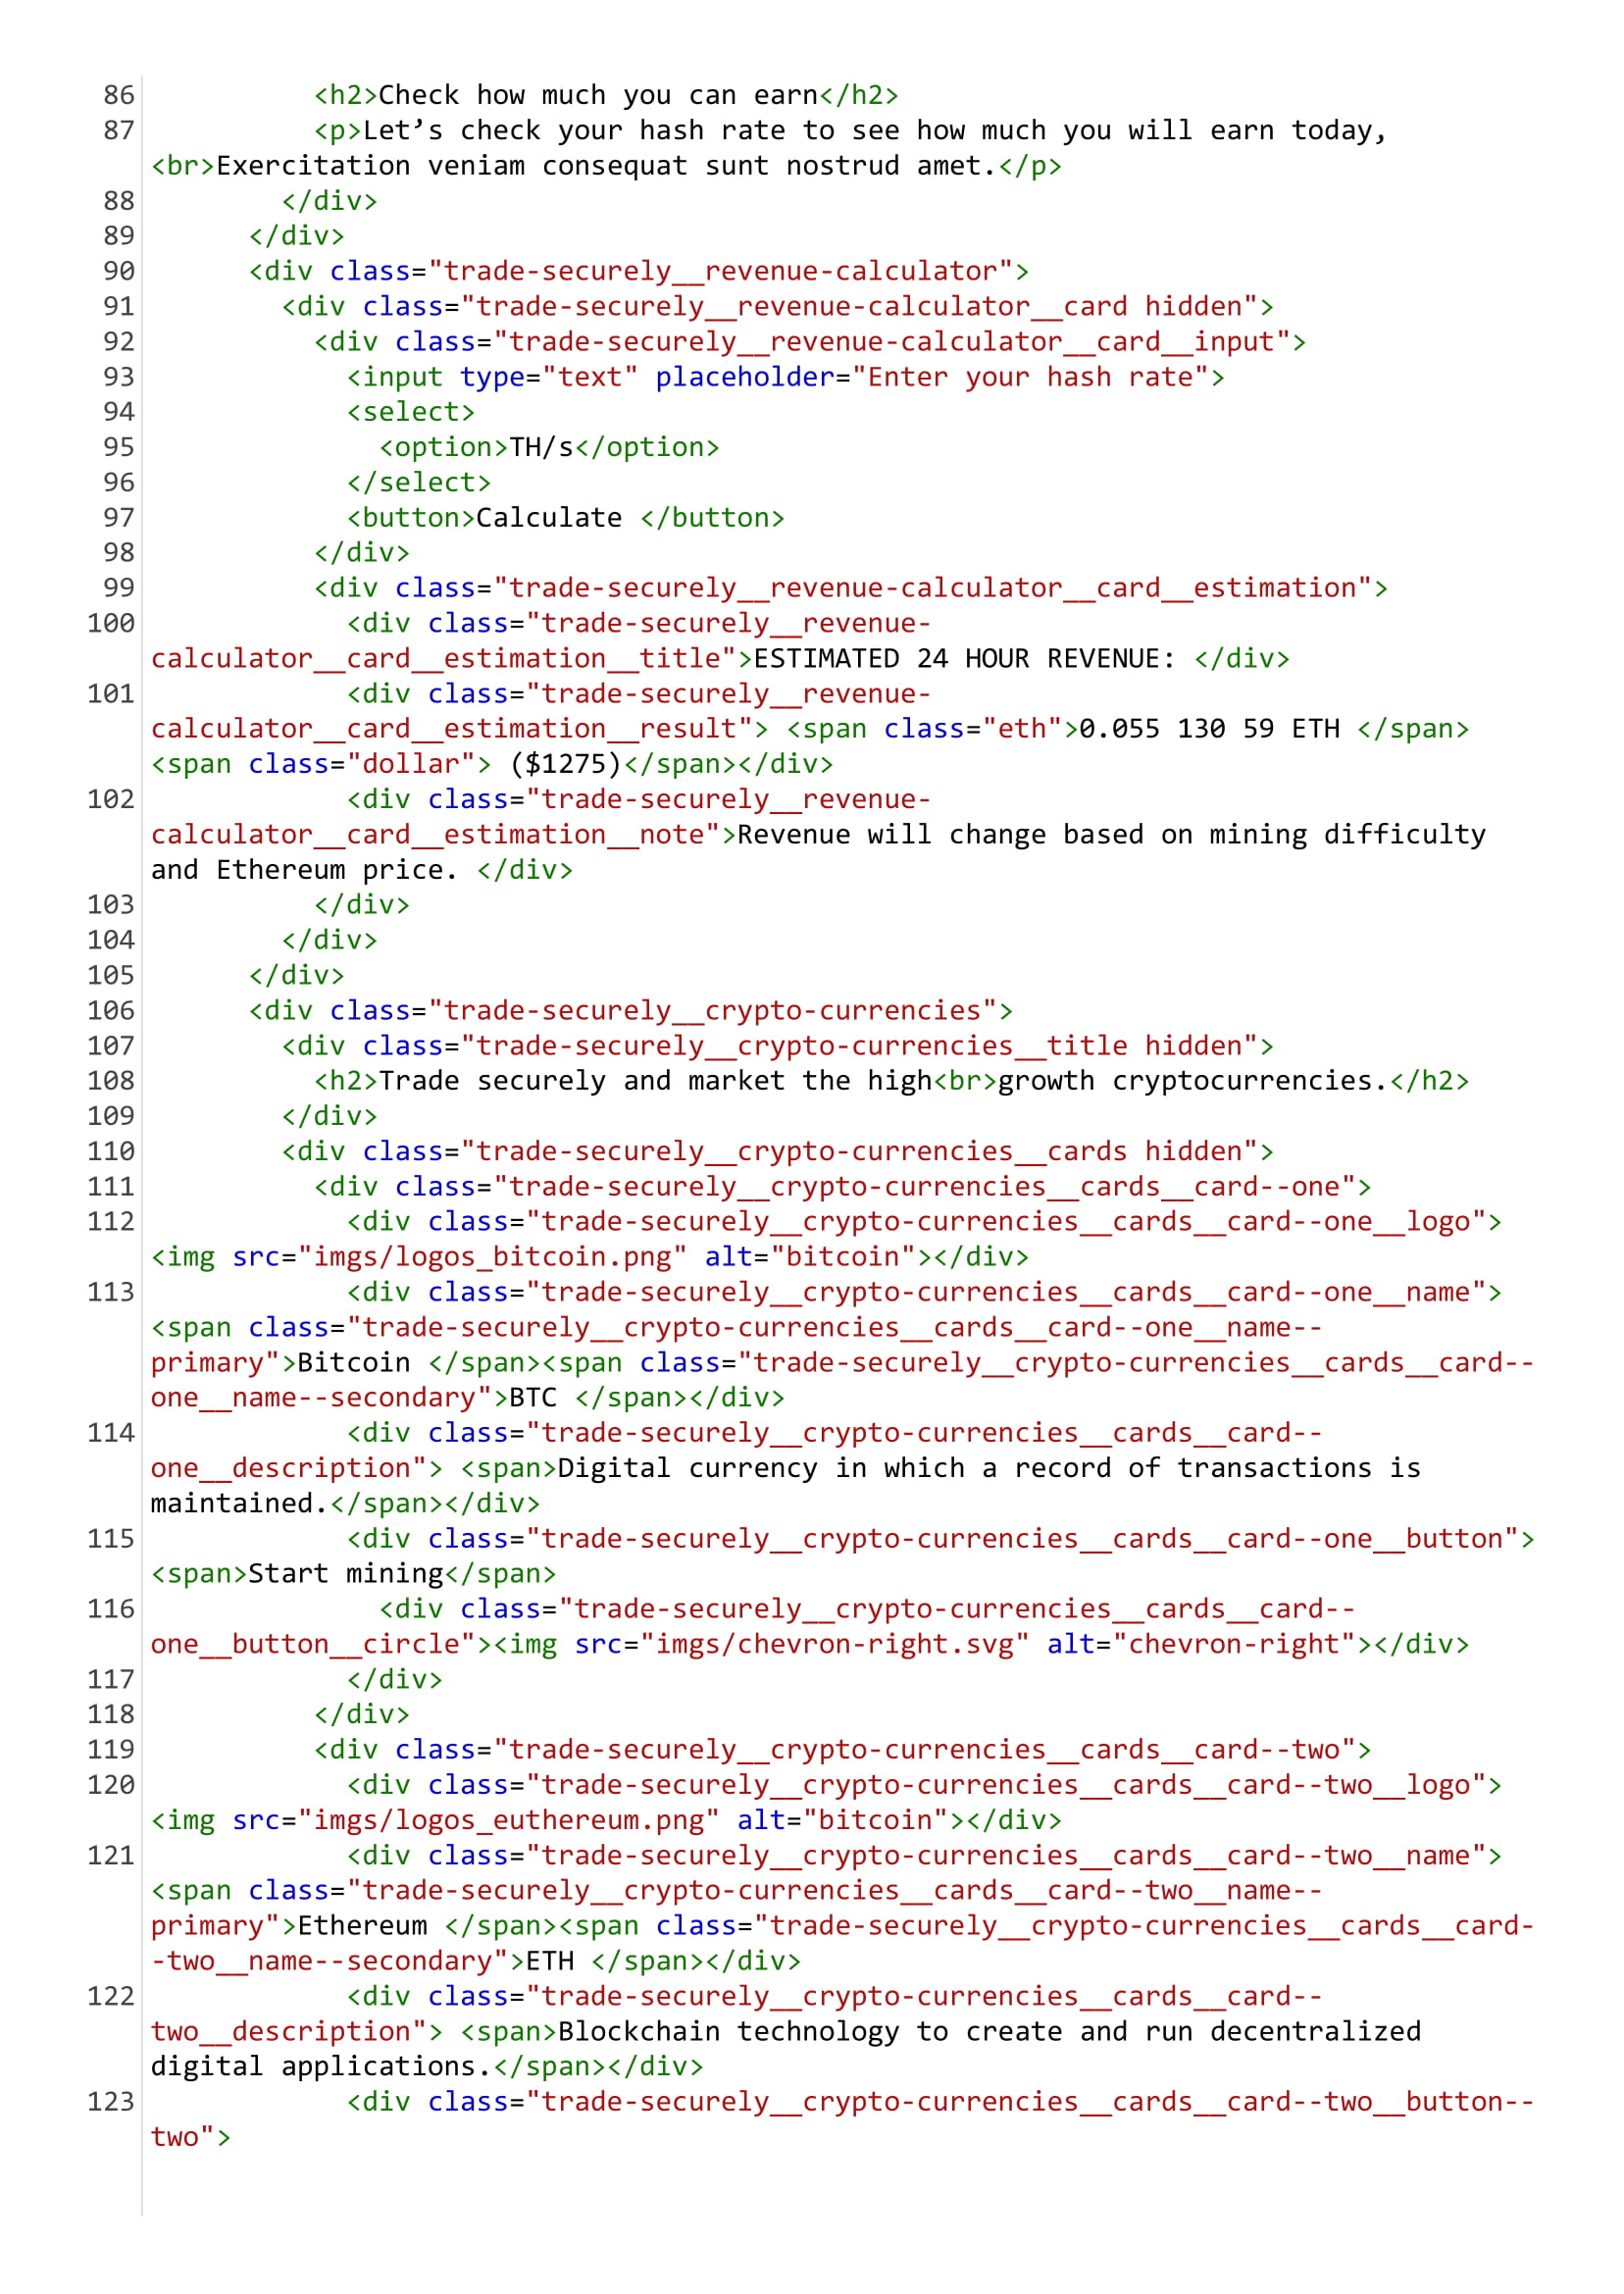 86           <h2>Check how much you can earn</h2>
87           <p>Let’s check your hash rate to see how much you will earn today,
<br>Exercitation veniam consequat sunt nostrud amet.</p>
88         </div>
89       </div>
90       <div class="trade-securely__revenue-calculator">
91         <div class="trade-securely__revenue-calculator__card hidden">
92           <div class="trade-securely__revenue-calculator__card__input">
93             <input type="text" placeholder="Enter your hash rate">
94             <select>
95               <option>TH/s</option>
96             </select>
97             <button>Calculate </button>
98           </div>
99           <div class="trade-securely__revenue-calculator__card__estimation">
100             <div class="trade-securely__revenue-
calculator__card__estimation__title">ESTIMATED 24 HOUR REVENUE: </div>
101             <div class="trade-securely__revenue-
calculator__card__estimation__result"> <span class="eth">0.055 130 59 ETH </span>
<span class="dollar"> ($1275)</span></div>
102             <div class="trade-securely__revenue-
calculator__card__estimation__note">Revenue will change based on mining difficulty
and Ethereum price. </div>
103           </div>
104         </div>
105       </div>
106       <div class="trade-securely__crypto-currencies">
107         <div class="trade-securely__crypto-currencies__title hidden">
108           <h2>Trade securely and market the high<br>growth cryptocurrencies.</h2>
109         </div>
110         <div class="trade-securely__crypto-currencies__cards hidden">
111           <div class="trade-securely__crypto-currencies__cards__card--one">
112             <div class="trade-securely__crypto-currencies__cards__card--one__logo">
<img src="imgs/logos_bitcoin.png" alt="bitcoin"></div>
113             <div class="trade-securely__crypto-currencies__cards__card--one__name">
<span class="trade-securely__crypto-currencies__cards__card--one__name--
primary">Bitcoin </span><span class="trade-securely__crypto-currencies__cards__card--
one__name--secondary">BTC </span></div>
114             <div class="trade-securely__crypto-currencies__cards__card--
one__description"> <span>Digital currency in which a record of transactions is
maintained.</span></div>
115             <div class="trade-securely__crypto-currencies__cards__card--one__button">
<span>Start mining</span>
116               <div class="trade-securely__crypto-currencies__cards__card--
one__button__circle"><img src="imgs/chevron-right.svg" alt="chevron-right"></div>
117             </div>
118           </div>
119           <div class="trade-securely__crypto-currencies__cards__card--two">
120             <div class="trade-securely__crypto-currencies__cards__card--two__logo">
<img src="imgs/logos_euthereum.png" alt="bitcoin"></div>
121             <div class="trade-securely__crypto-currencies__cards__card--two__name">
<span class="trade-securely__crypto-currencies__cards__card--two__name--
primary">Ethereum </span><span class="trade-securely__crypto-currencies__cards__card-
-two__name--secondary">ETH </span></div>
122             <div class="trade-securely__crypto-currencies__cards__card--
two__description"> <span>Blockchain technology to create and run decentralized
digital applications.</span></div>
123             <div class="trade-securely__crypto-currencies__cards__card--two__button--
two">